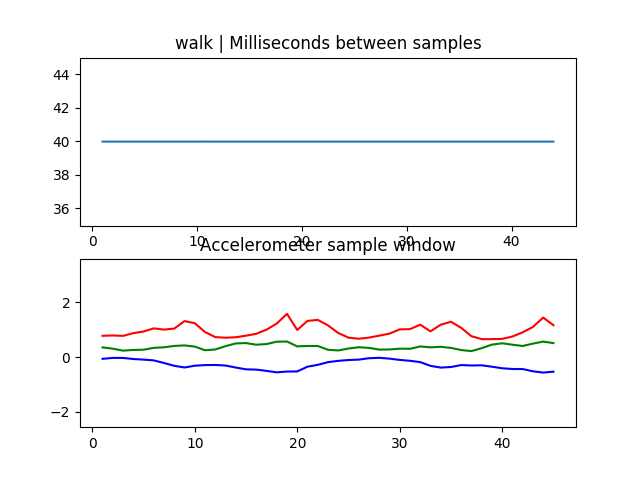 walk | Milliseconds between samples
44
42
40
38
36
0 10 20 30 40
Accelerometer sample window
2
0
−2
0 10 20 30 40